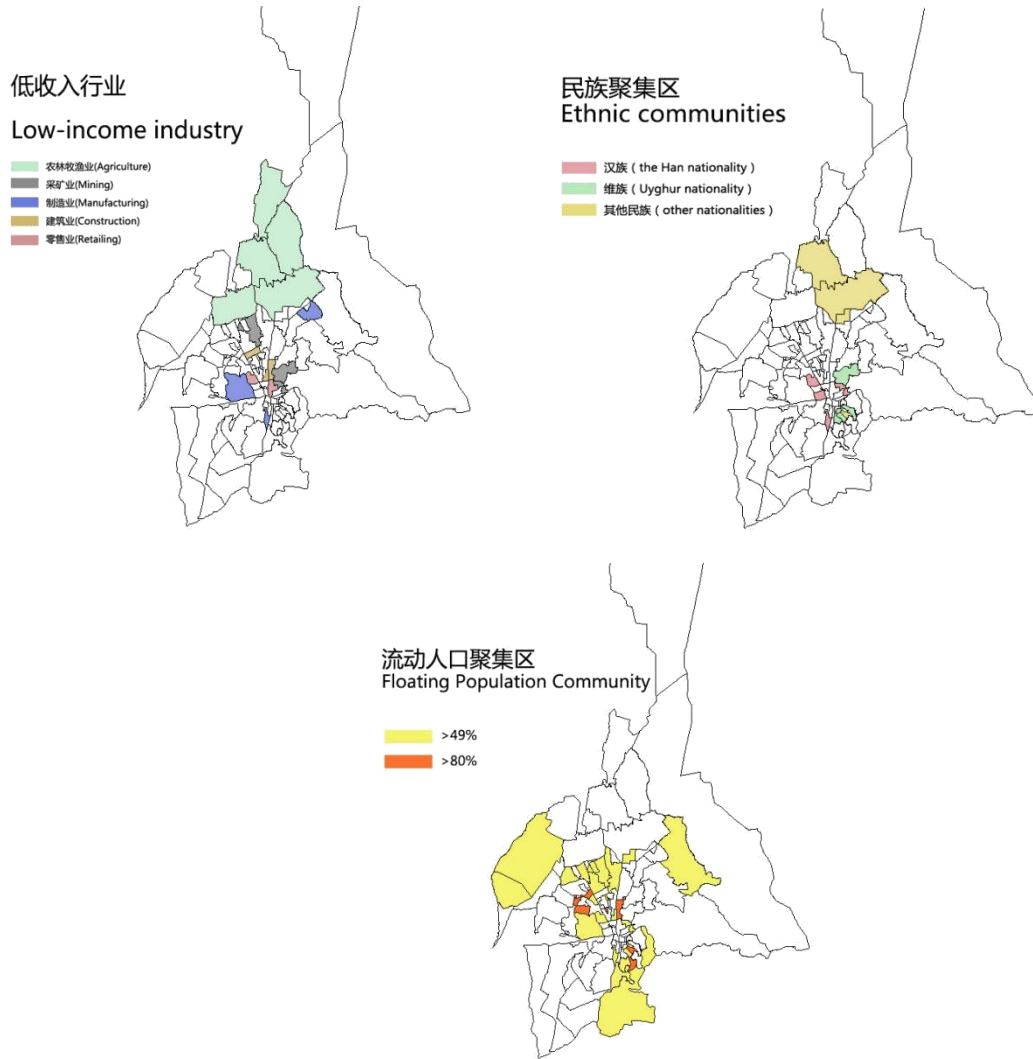 低收入行业
Low-income industry
农林牧渔业(Agriculture)
采矿业(Mining)
制造业(Manufacturing)
建筑业(Construction)
零售业(Retailing)
民族聚集区
Ethnic communities
汉族（the Han nationality）
维族（Uyghur nationality）
其他民族（other nationalities）
流动人口聚集区
Floating Population Community
>49%
>80%